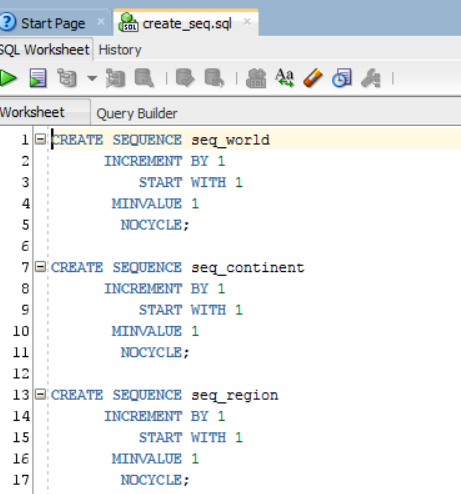 Start Page
create_seq.sql
SQL Worksheet History
Worksheet Query Builder
1 CREATE SEQUENCE seq_world
2 INCREMENT BY 1
3 START WITH 1
4 MINVALUE 1
5 NOCYCLE;
6
7 CREATE SEQUENCE seq_continent
8 INCREMENT BY 1
9 START WITH 1
10 MINVALUE 1
11 NOCYCLE;
12
13 CREATE SEQUENCE seq_region
14 INCREMENT BY 1
15 START WITH 1
16 MINVALUE 1
17 NOCYCLE;